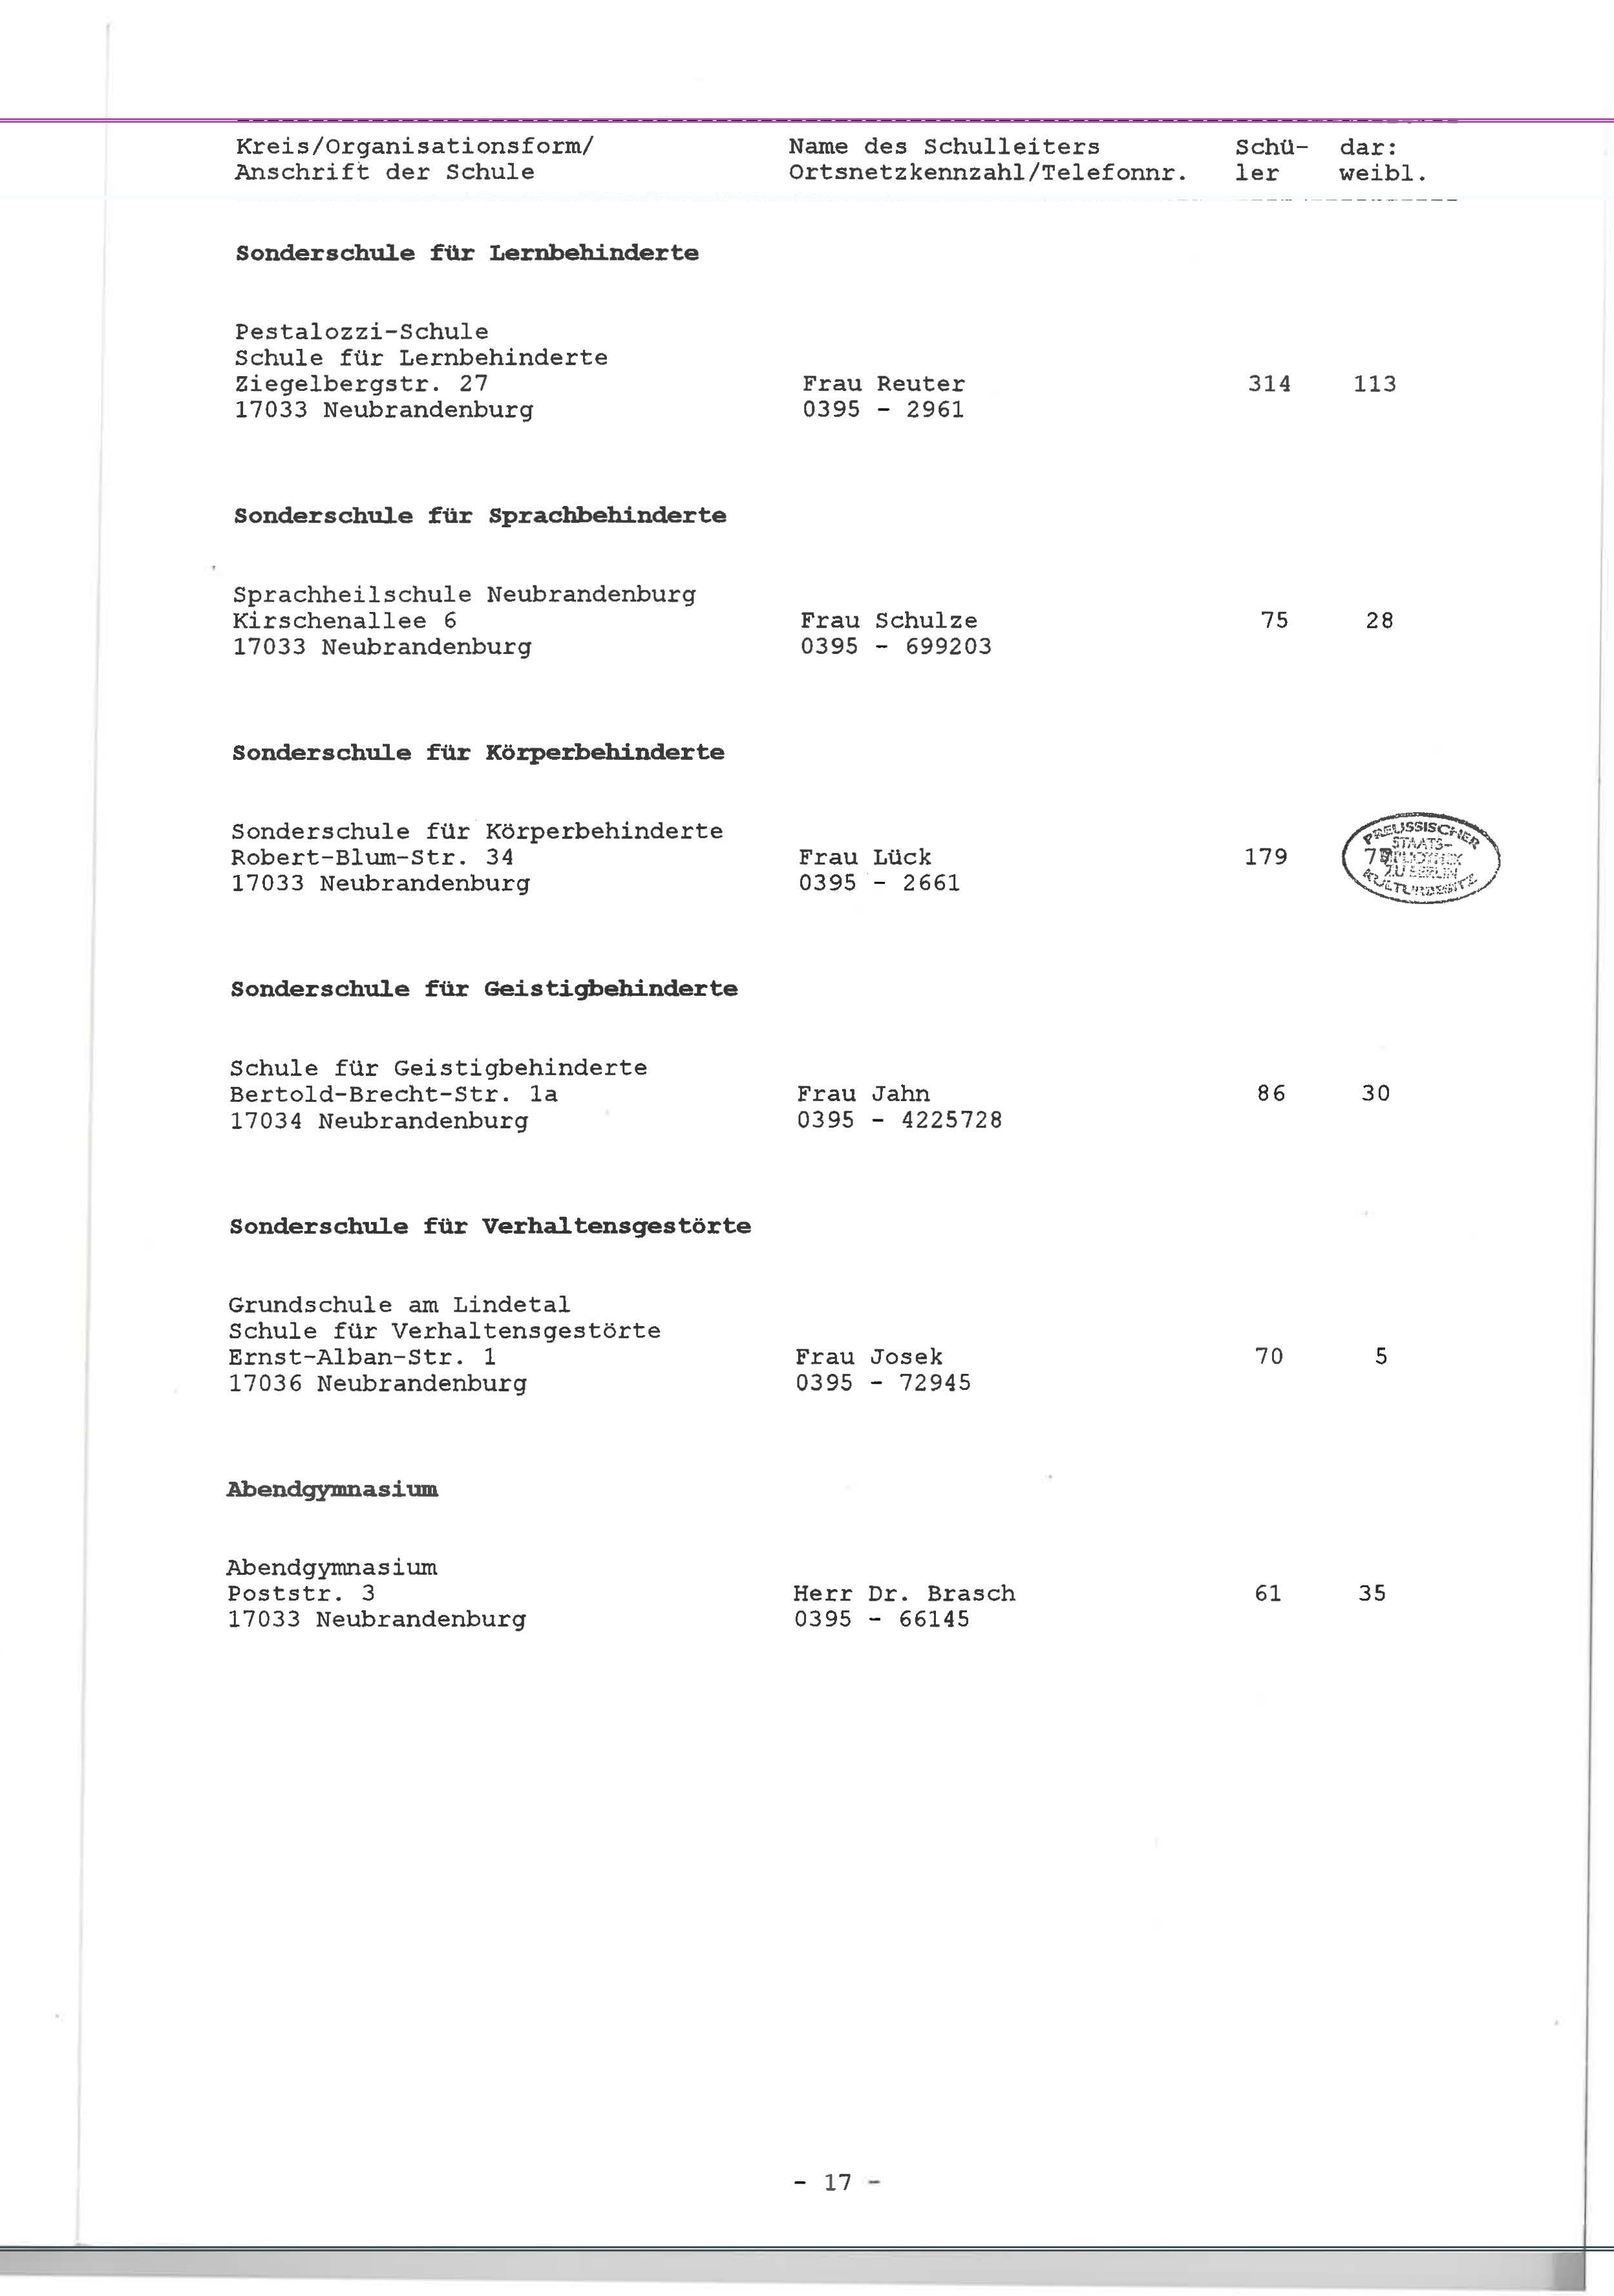 Kreis/Organisationsform/ Name des Schulleiters Schü- dar:
Anschrift der Schule Ortsnetzkennzahl/Telefonnr. ler weibl.
Sonderschule für Lernbehinderte
Pestalozzi-Schule
Schule für Lernbehinderte
Ziegelbergstr. 27 Frau Reuter 314 113
17033 Neubrandenburg 0395 - 2961
Sonderschule für Sprachbehinderte
Sprachheilschule Neubrandenburg
Kirschenallee 6 Frau Schulze 75 28
17033 Neubrandenburg 0395 - 699203
Sonderschule für Körperbehinderte
Sonderschule für Körperbehinderte
Robert-Blum-Str. 34 Frau Lück 179
17033 Neubrandenburg 0395 - 2661
PREUSSISCHER
STAATS-
BIBLIOTHEK
ZU BERLIN
KULTURBESITZ
Sonderschule für Geistigbehinderte
Schule für Geistigbehinderte
Bertold-Brecht-Str. 1a Frau Jahn 86 30
17034 Neubrandenburg 0395 - 4225728
Sonderschule für Verhaltensgestörte
Grundschule am Lindetal
Schule für Verhaltensgestörte
Ernst-Alban-Str. 1 Frau Josek 70 5
17036 Neubrandenburg 0395 - 72945
Abendgymnasium
Abendgymnasium
Poststr. 3 Herr Dr. Brasch 61 35
17033 Neubrandenburg 0395 - 66145
- 17 -